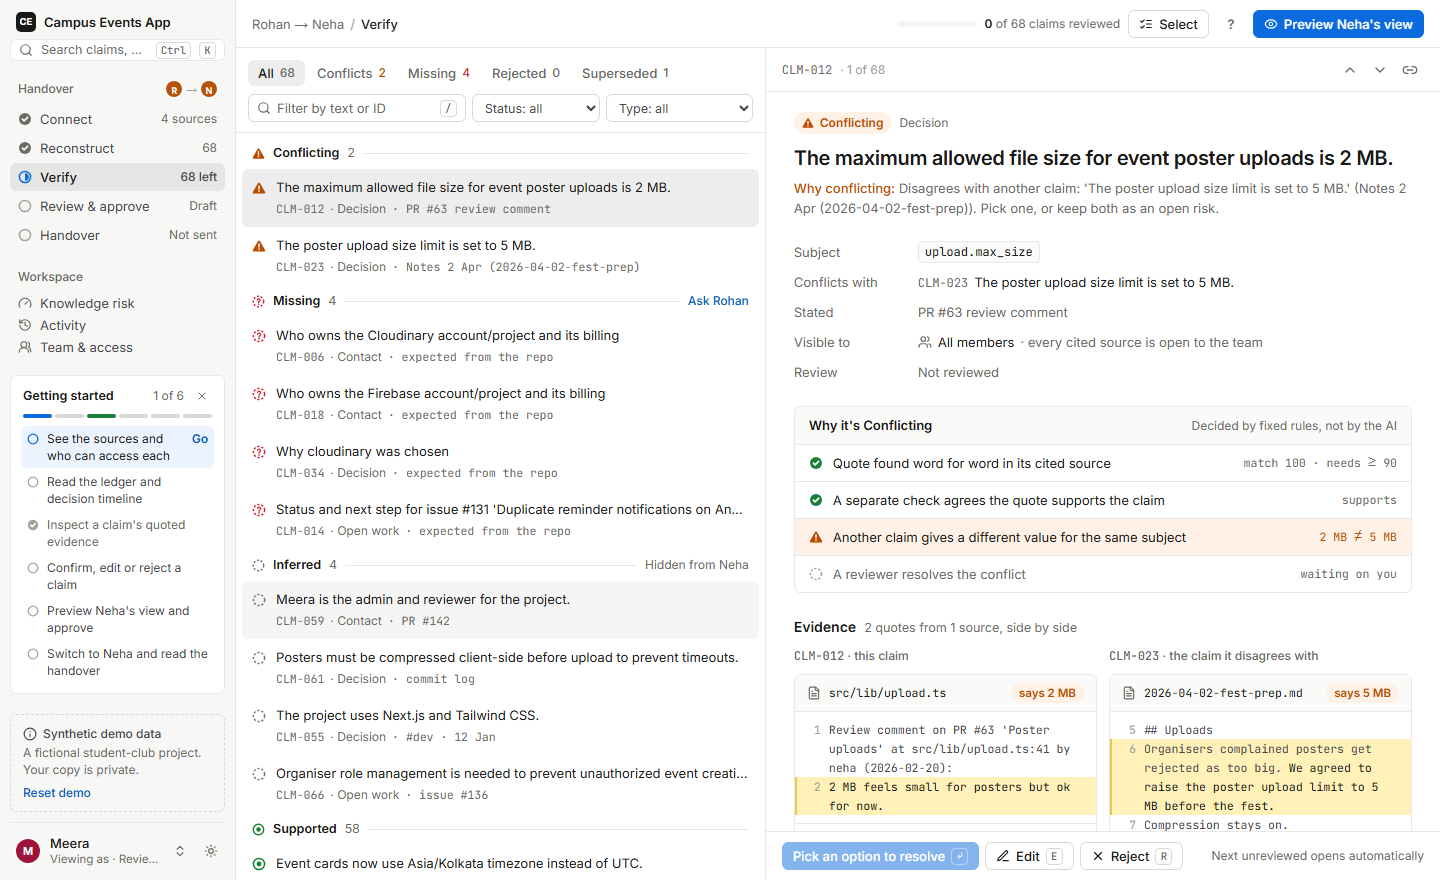 CE Campus Events App
Search claims, ... Ctrl K
Handover R → N
Connect 4 sources
Reconstruct 68
Verify 68 left
Review & approve Draft
Handover Not sent
Workspace
Knowledge risk
Activity
Team & access
Getting started 1 of 6
See the sources and Go
who can access each
Read the ledger and
decision timeline
Inspect a claim's quoted
evidence
Confirm, edit or reject a
claim
Preview Neha's view and
approve
Switch to Neha and read the
handover
Synthetic demo data
A fictional student-club project.
Your copy is private.
Reset demo
M Meera
Viewing as · Revie...
Rohan → Neha / Verify
0 of 68 claims reviewed Select ? Preview Neha's view
All 68 Conflicts 2 Missing 4 Rejected 0 Superseded 1
Filter by text or ID / Status: all Type: all
Conflicting 2
The maximum allowed file size for event poster uploads is 2 MB.
CLM-012 · Decision · PR #63 review comment
The poster upload size limit is set to 5 MB.
CLM-023 · Decision · Notes 2 Apr (2026-04-02-fest-prep)
Missing 4 Ask Rohan
Who owns the Cloudinary account/project and its billing
CLM-006 · Contact · expected from the repo
Who owns the Firebase account/project and its billing
CLM-018 · Contact · expected from the repo
Why cloudinary was chosen
CLM-034 · Decision · expected from the repo
Status and next step for issue #131 'Duplicate reminder notifications on An...
CLM-014 · Open work · expected from the repo
Inferred 4 Hidden from Neha
Meera is the admin and reviewer for the project.
CLM-059 · Contact · PR #142
Posters must be compressed client-side before upload to prevent timeouts.
CLM-061 · Decision · commit log
The project uses Next.js and Tailwind CSS.
CLM-055 · Decision · #dev · 12 Jan
Organiser role management is needed to prevent unauthorized event creati...
CLM-066 · Open work · issue #136
Supported 58
Event cards now use Asia/Kolkata timezone instead of UTC.
CLM-012 · 1 of 68
Conflicting Decision
The maximum allowed file size for event poster uploads is 2 MB.
Why conflicting: Disagrees with another claim: 'The poster upload size limit is set to 5 MB.' (Notes 2
Apr (2026-04-02-fest-prep)). Pick one, or keep both as an open risk.
Subject upload.max_size
Conflicts with CLM-023 The poster upload size limit is set to 5 MB.
Stated PR #63 review comment
Visible to All members · every cited source is open to the team
Review Not reviewed
Why it's Conflicting Decided by fixed rules, not by the AI
Quote found word for word in its cited source match 100 · needs ≥ 90
A separate check agrees the quote supports the claim supports
Another claim gives a different value for the same subject 2 MB ≠ 5 MB
A reviewer resolves the conflict waiting on you
Evidence 2 quotes from 1 source, side by side
CLM-012 · this claim
src/lib/upload.ts says 2 MB
1 Review comment on PR #63 'Poster
uploads' at src/lib/upload.ts:41 by
neha (2026-02-20):
2 2 MB feels small for posters but ok
for now.
CLM-023 · the claim it disagrees with
2026-04-02-fest-prep.md says 5 MB
5 ## Uploads
6 Organisers complained posters get
rejected as too big. We agreed to
raise the poster upload limit to 5
MB before the fest.
7 Compression stays on.
Pick an option to resolve ↵ Edit E Reject R Next unreviewed opens automatically